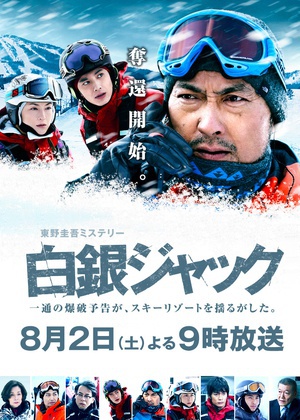 奪還開始。
東野圭吾ミステリー
白銀ジャック
一通の爆破予告が、スキーリゾートを揺るがした。
8月2日(土)よる9時放送